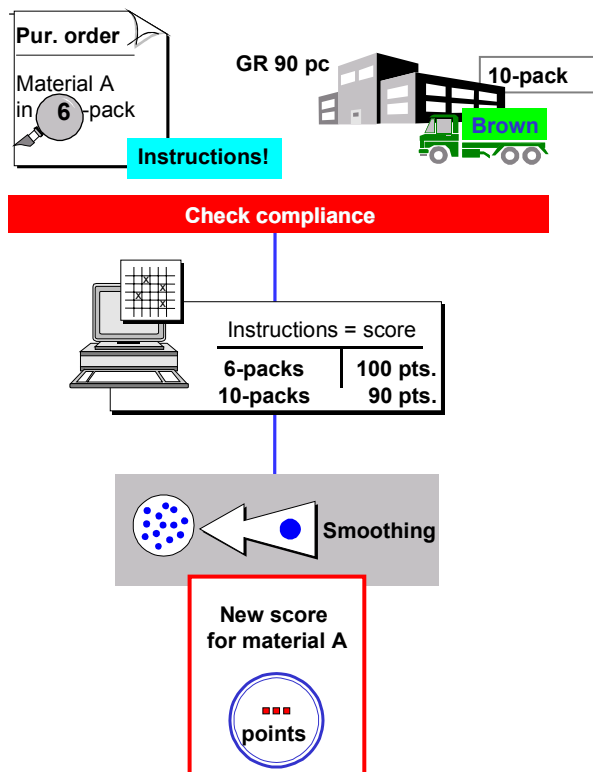 Pur. order
Material A
in 6 -pack
Instructions!
GR 90 pc
10-pack
Brown
Check compliance
Instructions = score
6-packs 100 pts.
10-packs 90 pts.
Smoothing
New score
for material A
...
points